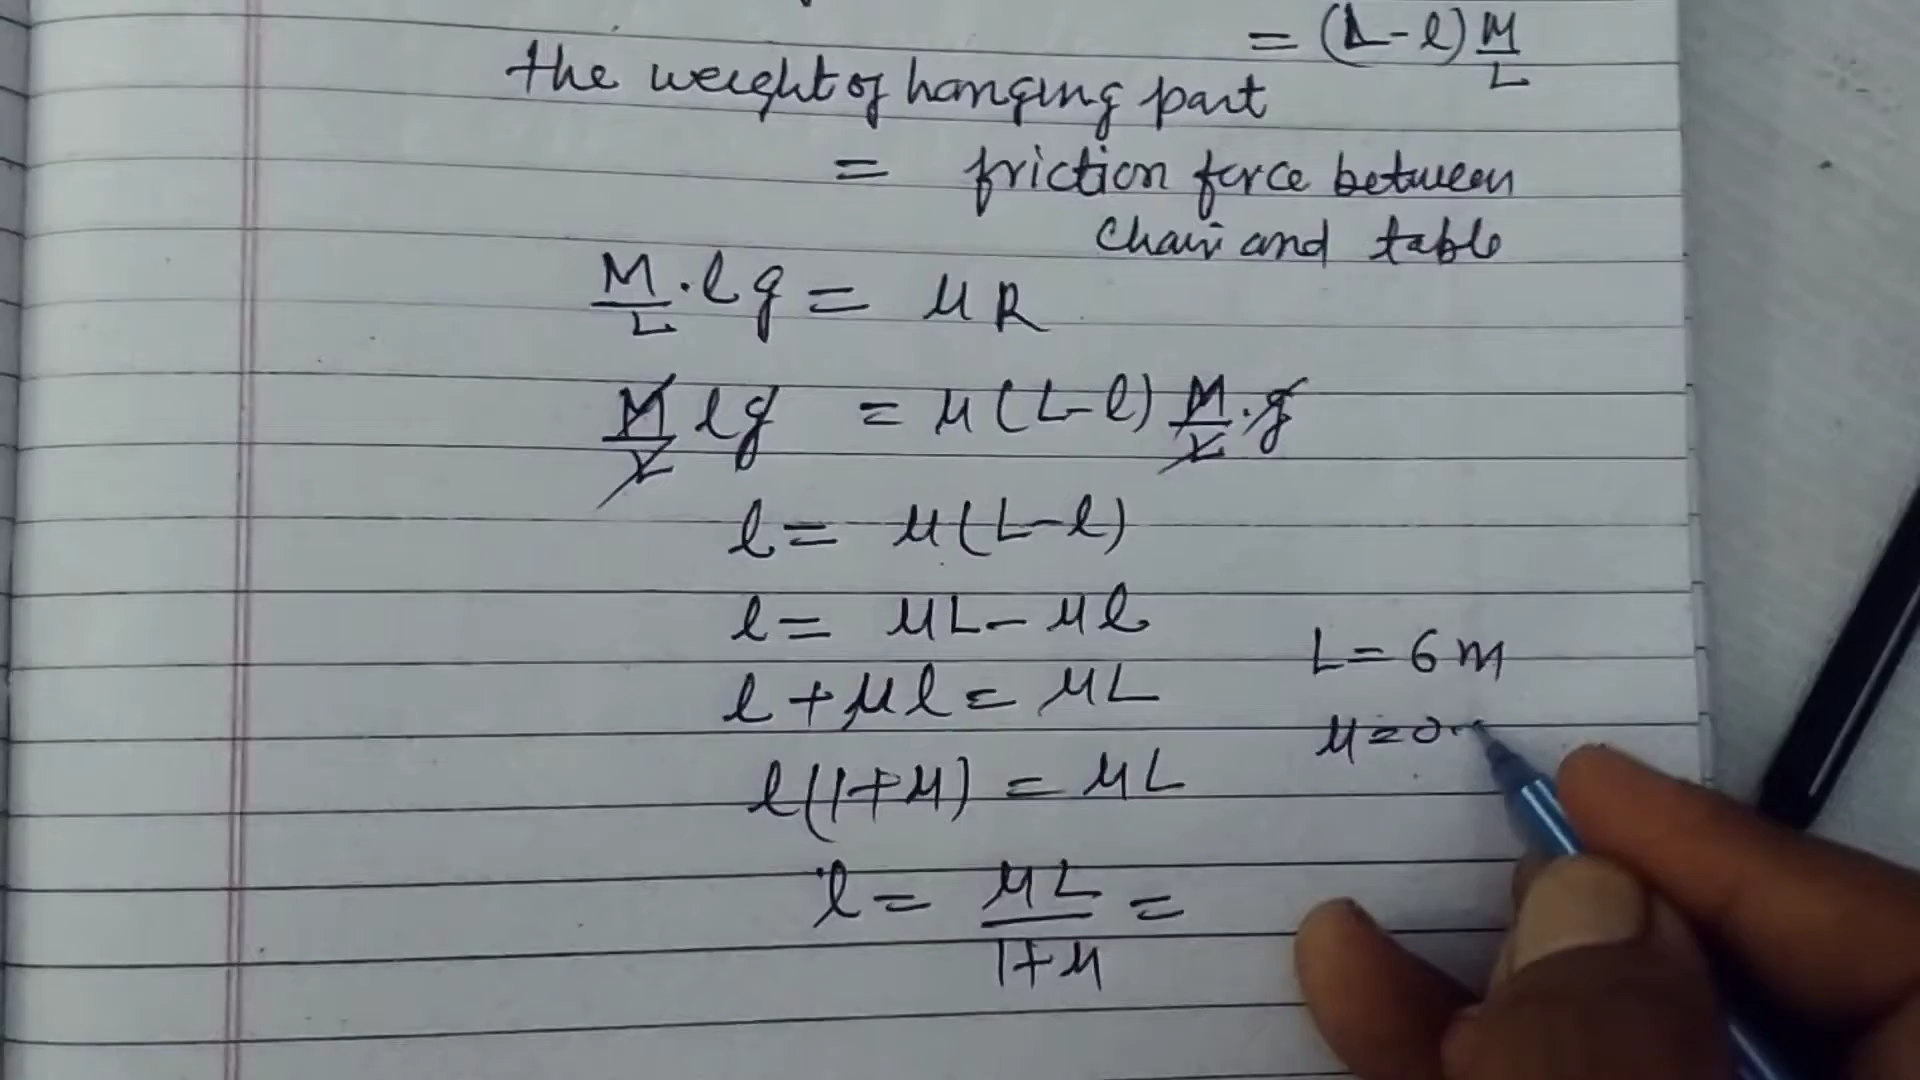 = (L-l) M/L
the weight of hanging part
= friction force between
chain and table
M/L . l g = μ R
M/L l g = μ (L-l) M/L . g
l = μ (L-l)
l = μL - μl
l + μl = μL
L = 6 m
μ = 0.
l(1+μ) = μL
l = μL/1+μ =